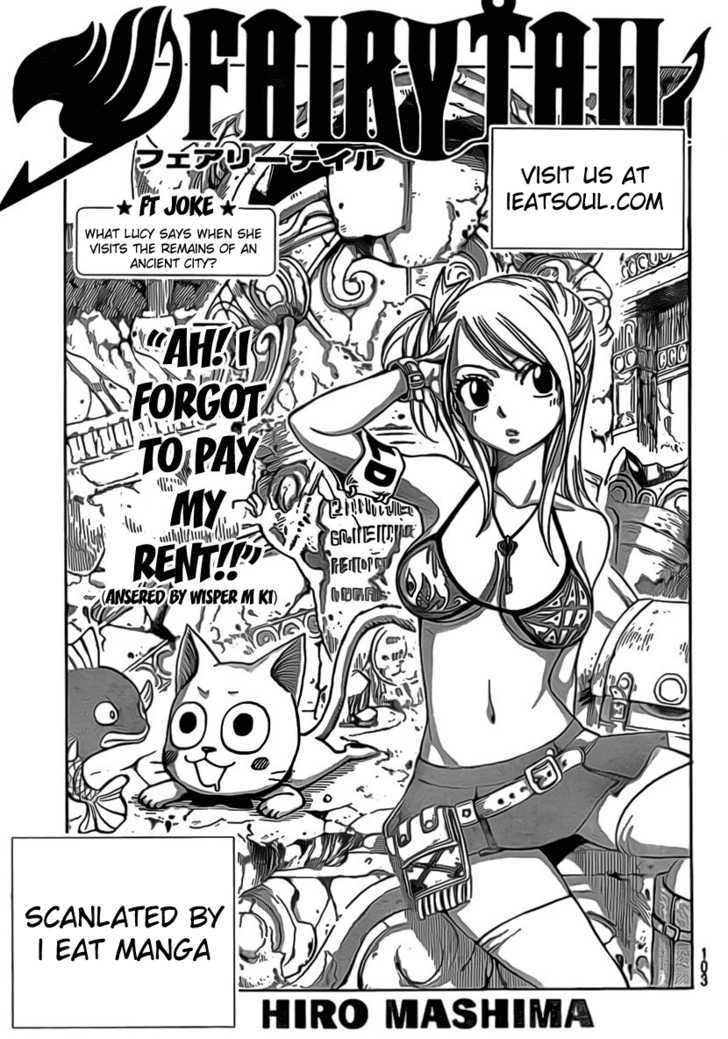 FAIRY TAIL
フェアリーテイル
VISIT US AT
IEATSOUL.COM
★ FT JOKE ★
WHAT LUCY SAYS WHEN SHE
VISITS THE REMAINS OF AN
ANCIENT CITY?
"AH! I
FORGOT
TO PAY
MY
RENT!!"
(ANSERED BY WISPER M KI)
SCANLATED BY
I EAT MANGA
103
HIRO MASHIMA